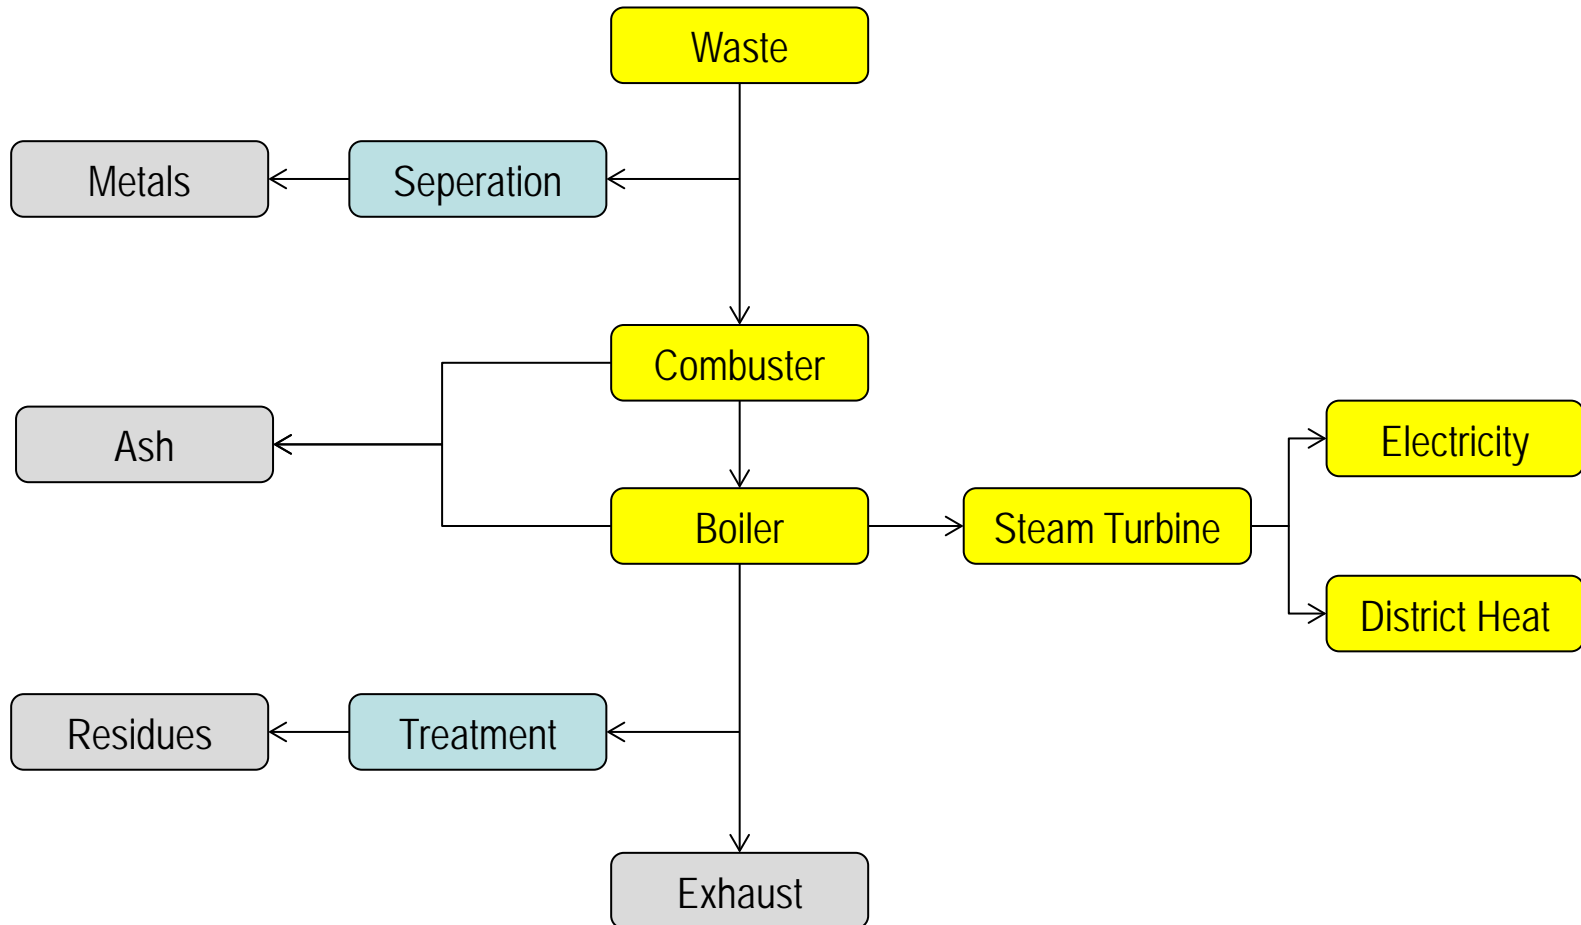 Waste
Metals
Seperation
Combuster
Ash
Electricity
Boiler
Steam Turbine
District Heat
Residues
Treatment
Exhaust